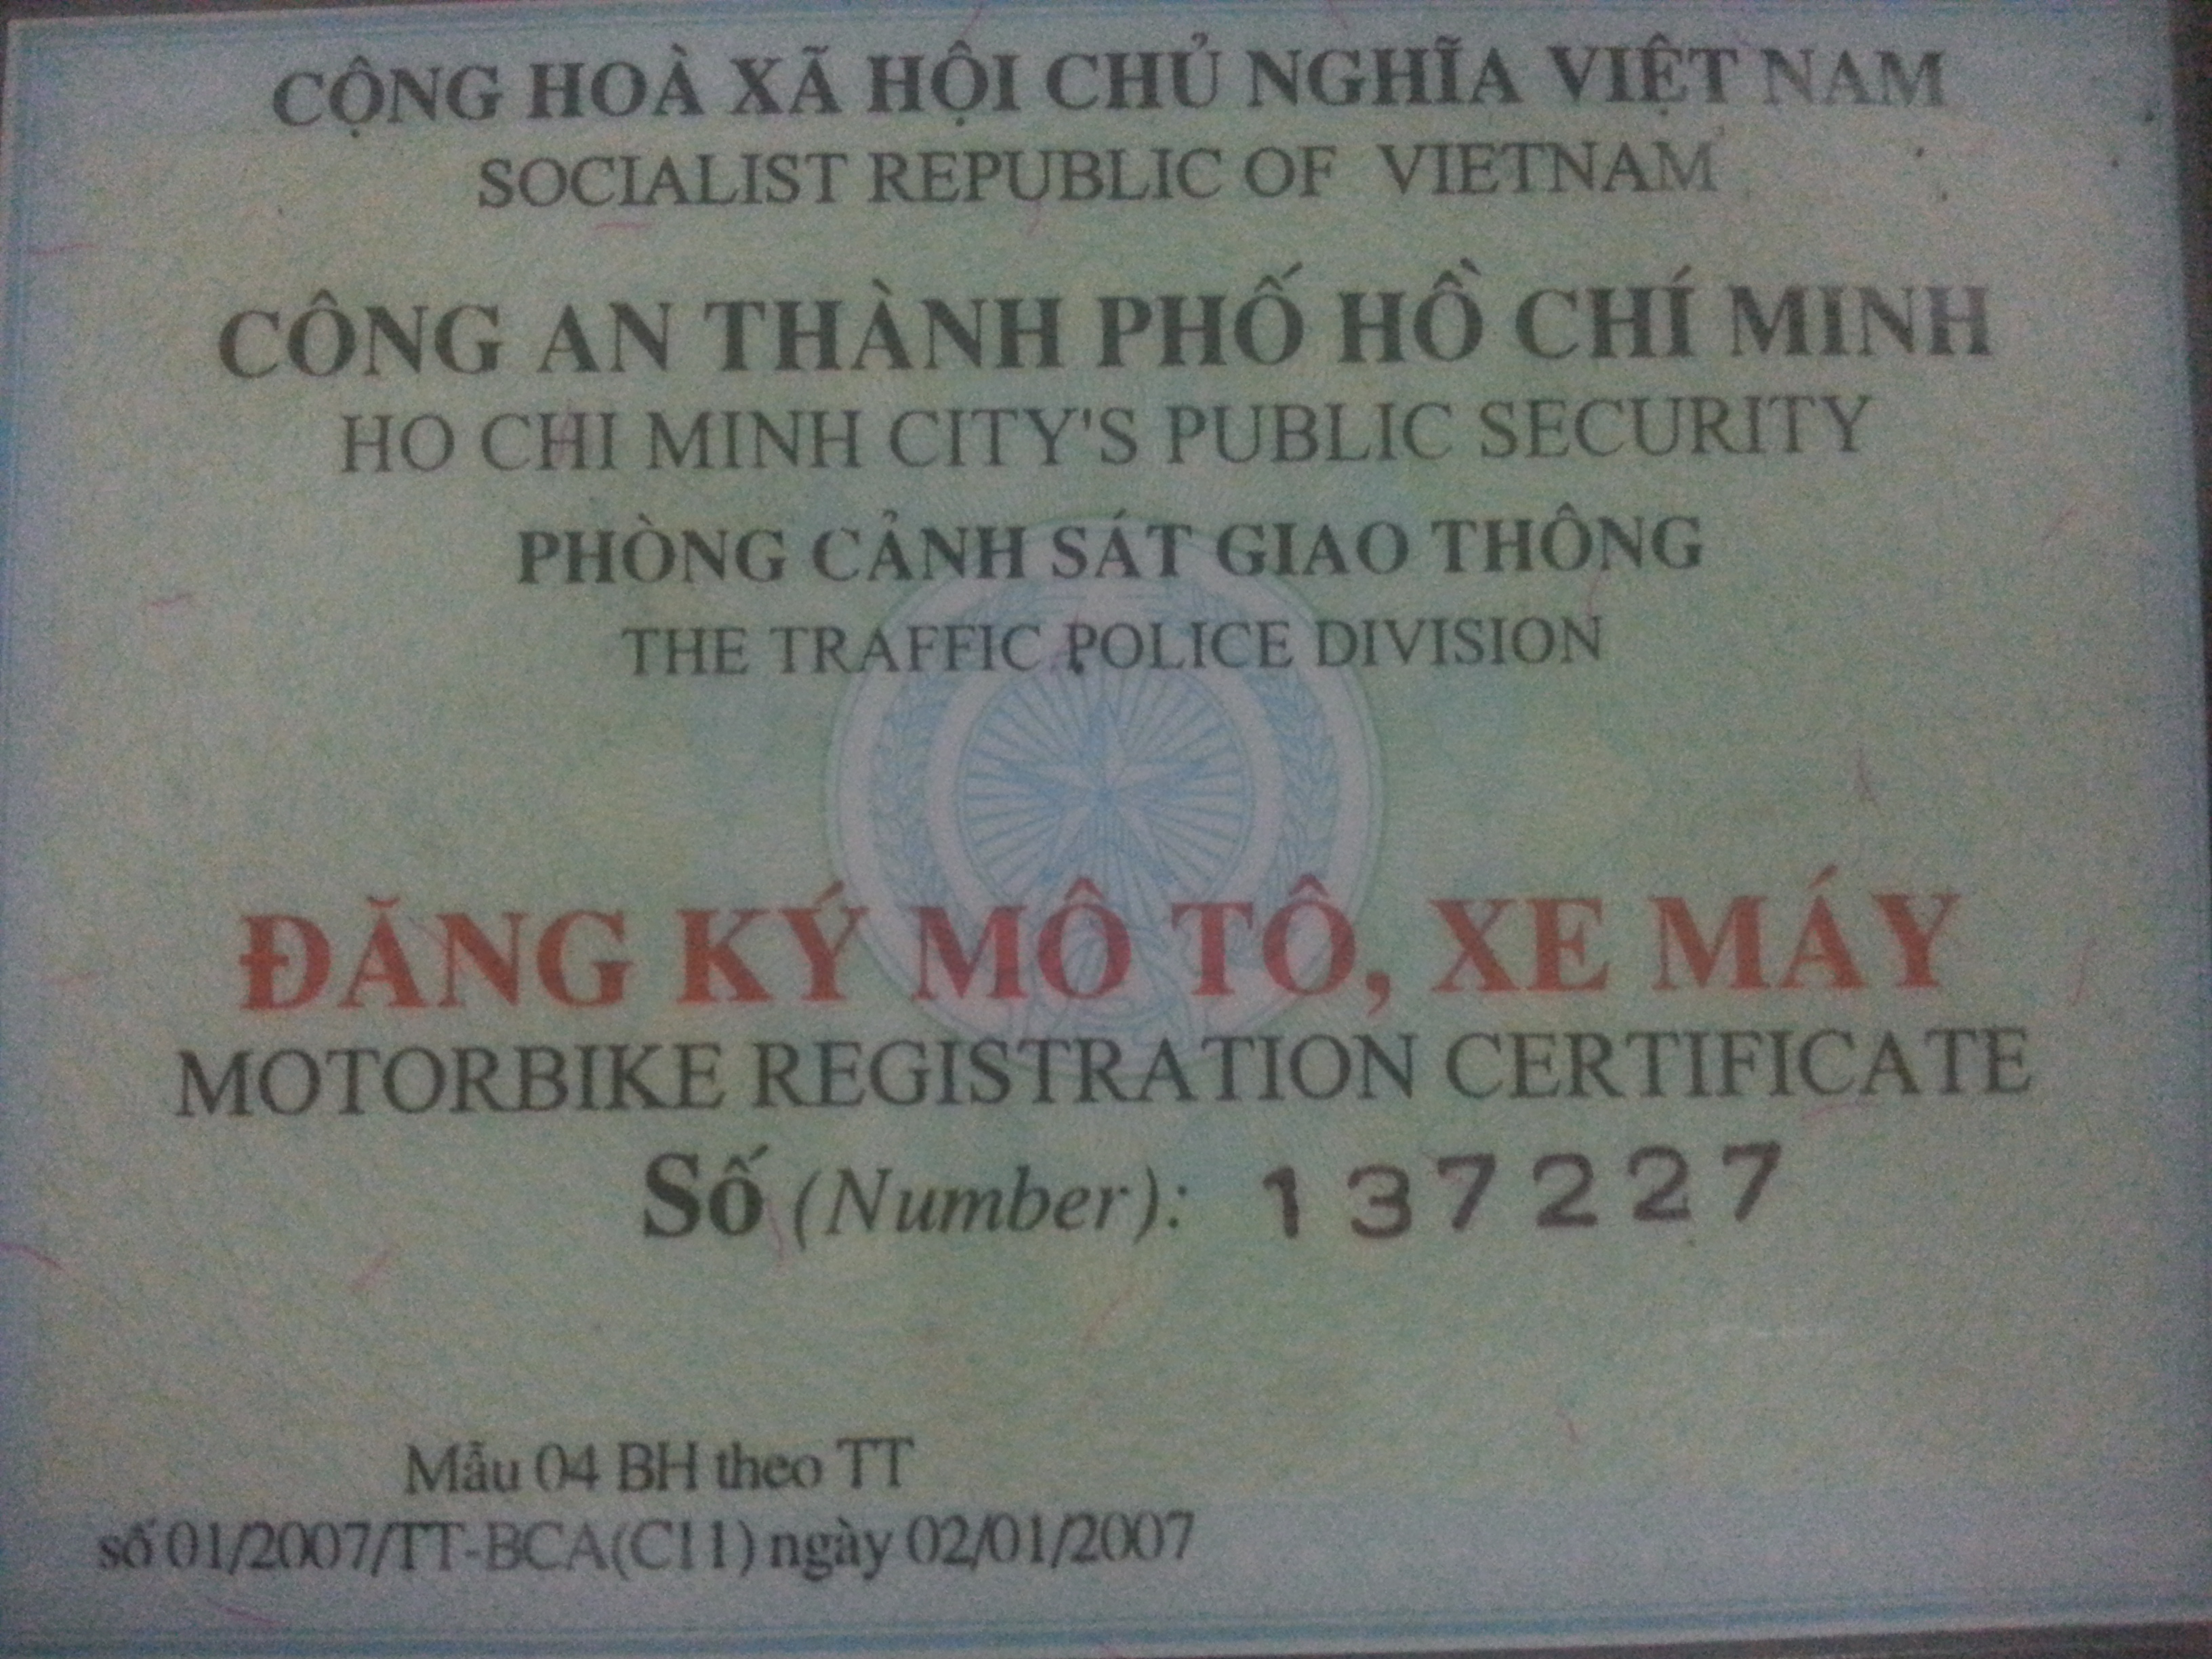 CỘNG HOÀ XÃ HỘI CHỦ NGHĨA VIỆT NAM
SOCIALIST REPUBLIC OF VIETNAM
CÔNG AN THÀNH PHỐ HỒ CHÍ MINH
HO CHI MINH CITY'S PUBLIC SECURITY
PHÒNG CẢNH SÁT GIAO THÔNG
THE TRAFFIC POLICE DIVISION
ĐĂNG KÝ MÔ TÔ, XE MÁY
MOTORBIKE REGISTRATION CERTIFICATE
Số (Number): 137227
Mẫu 04 BH theo TT
số 01/2007/TT-BCA(C11) ngày 02/01/2007